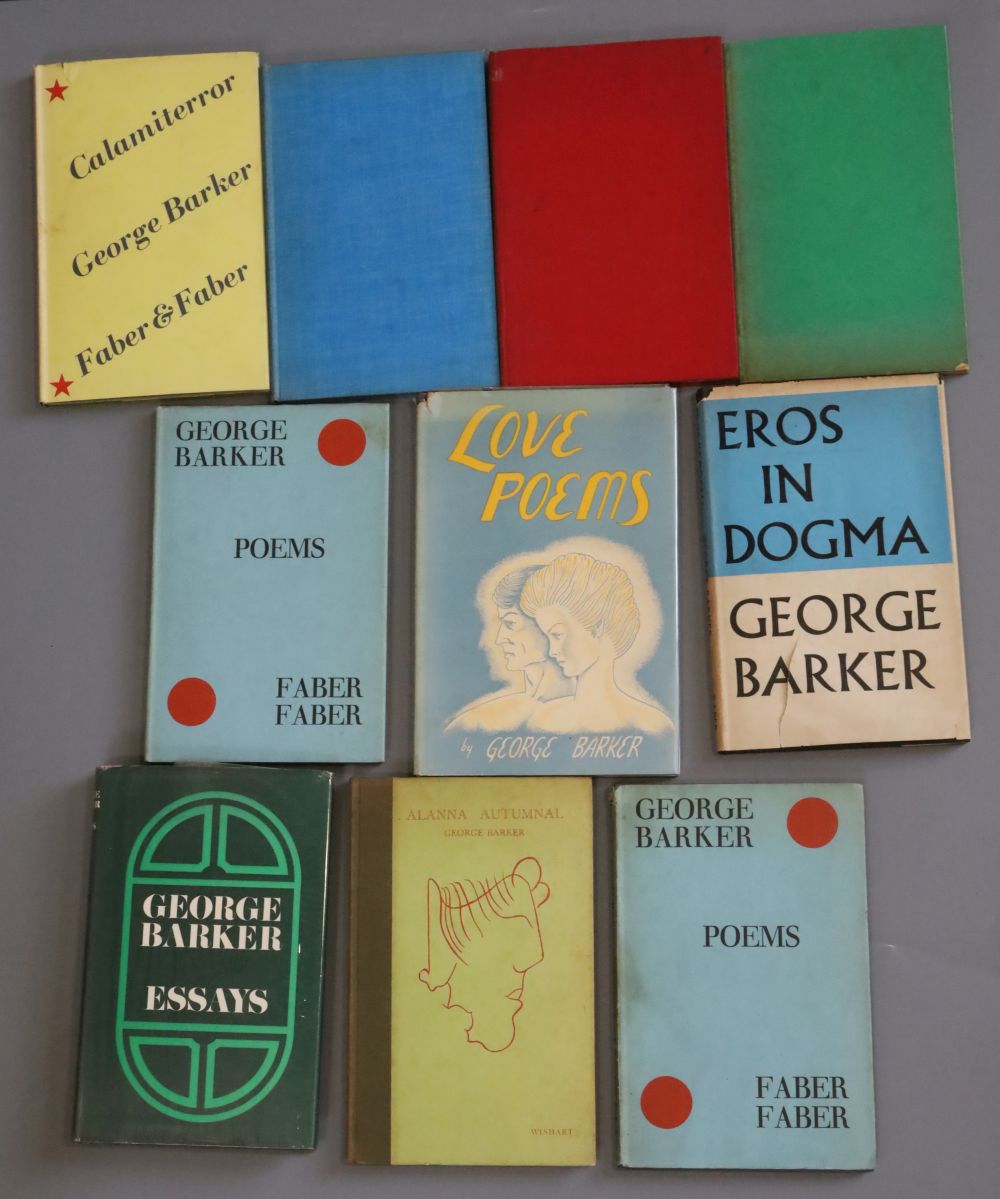 Calamiterror
George Barker
Faber & Faber
GEORGE
BARKER
POEMS
FABER
FABER
LOVE
POEMS
by GEORGE BARKER
EROS
IN
DOGMA
GEORGE
BARKER
GEORGE
BARKER
ESSAYS
ALANNA AUTUMNAL
GEORGE BARKER
WISHART
GEORGE
BARKER
POEMS
FABER
FABER